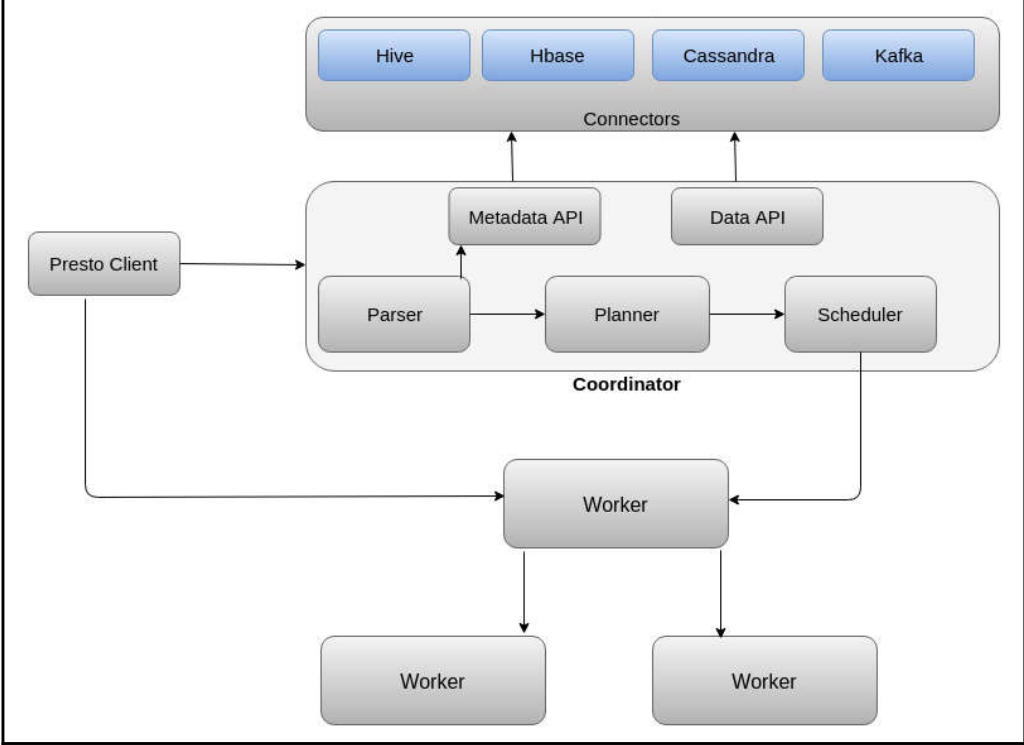 Hive
Hbase
Cassandra
Kafka
Connectors
Metadata API
Data API
Presto Client
Parser
Planner
Scheduler
Coordinator
Worker
Worker
Worker